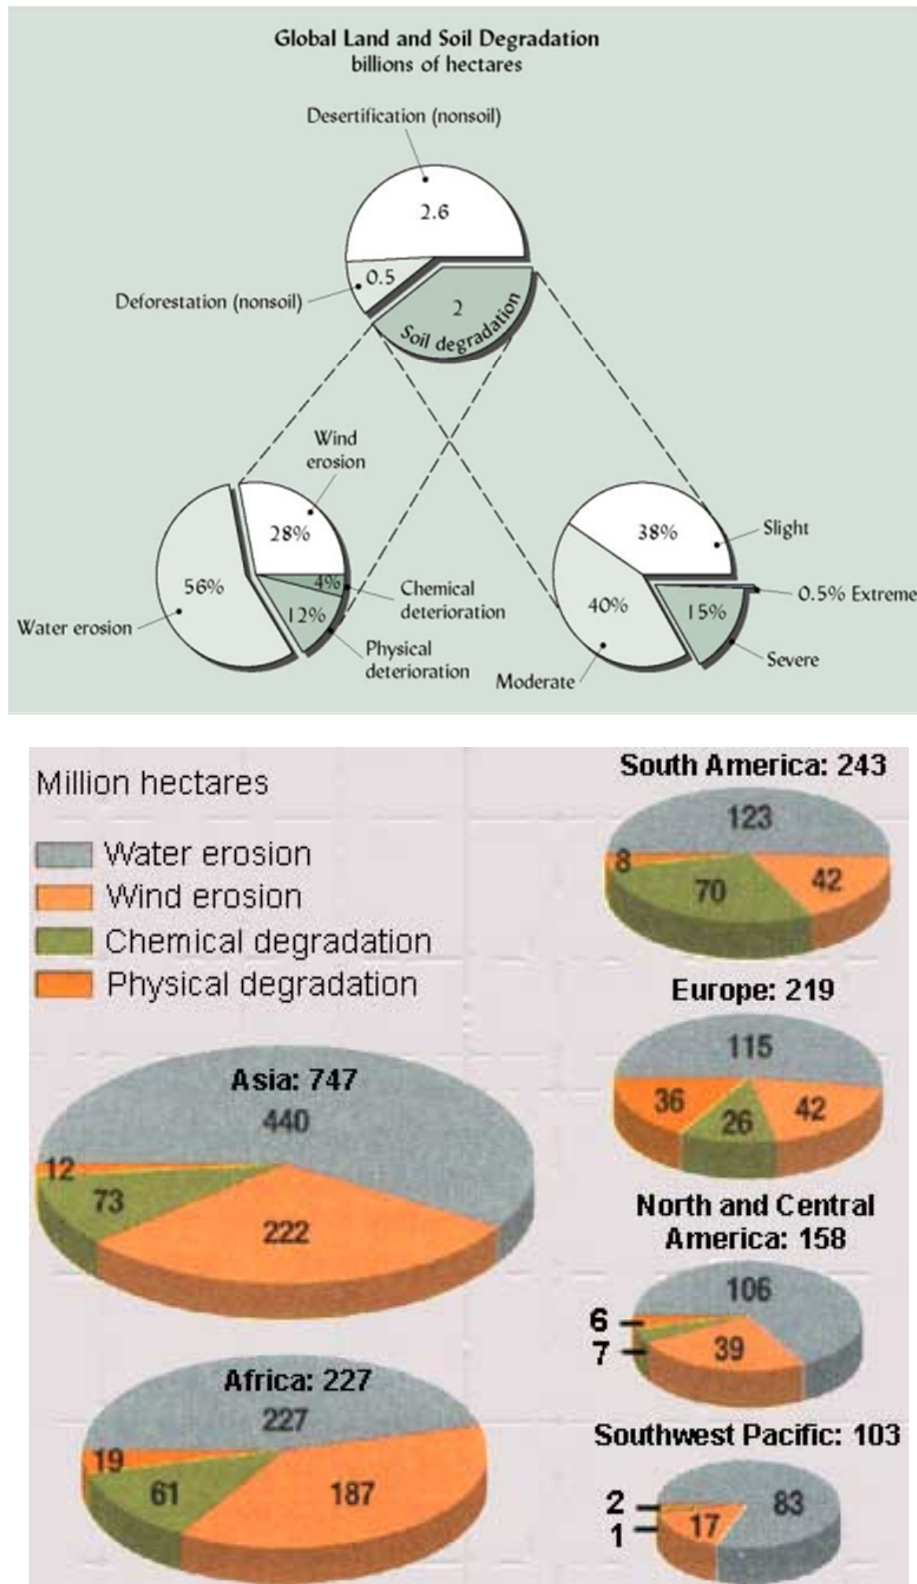 Global Land and Soil Degradation
billions of hectares
Desertification (nonsoil)
2.6
0.5
Deforestation (nonsoil)
2
Soil degradation
Wind
erosion
28%
56%
4%
12%
Water erosion
Chemical
deterioration
Physical
deterioration
38%
Slight
40%
15%
0.5% Extreme
Severe
Moderate
Million hectares
Water erosion
Wind erosion
Chemical degradation
Physical degradation
South America: 243
123
8
70
42
Europe: 219
115
36
26
42
Asia: 747
440
12
73
222
North and Central
America: 158
106
6
7
39
Africa: 227
227
19
61
187
Southwest Pacific: 103
83
2
1
17